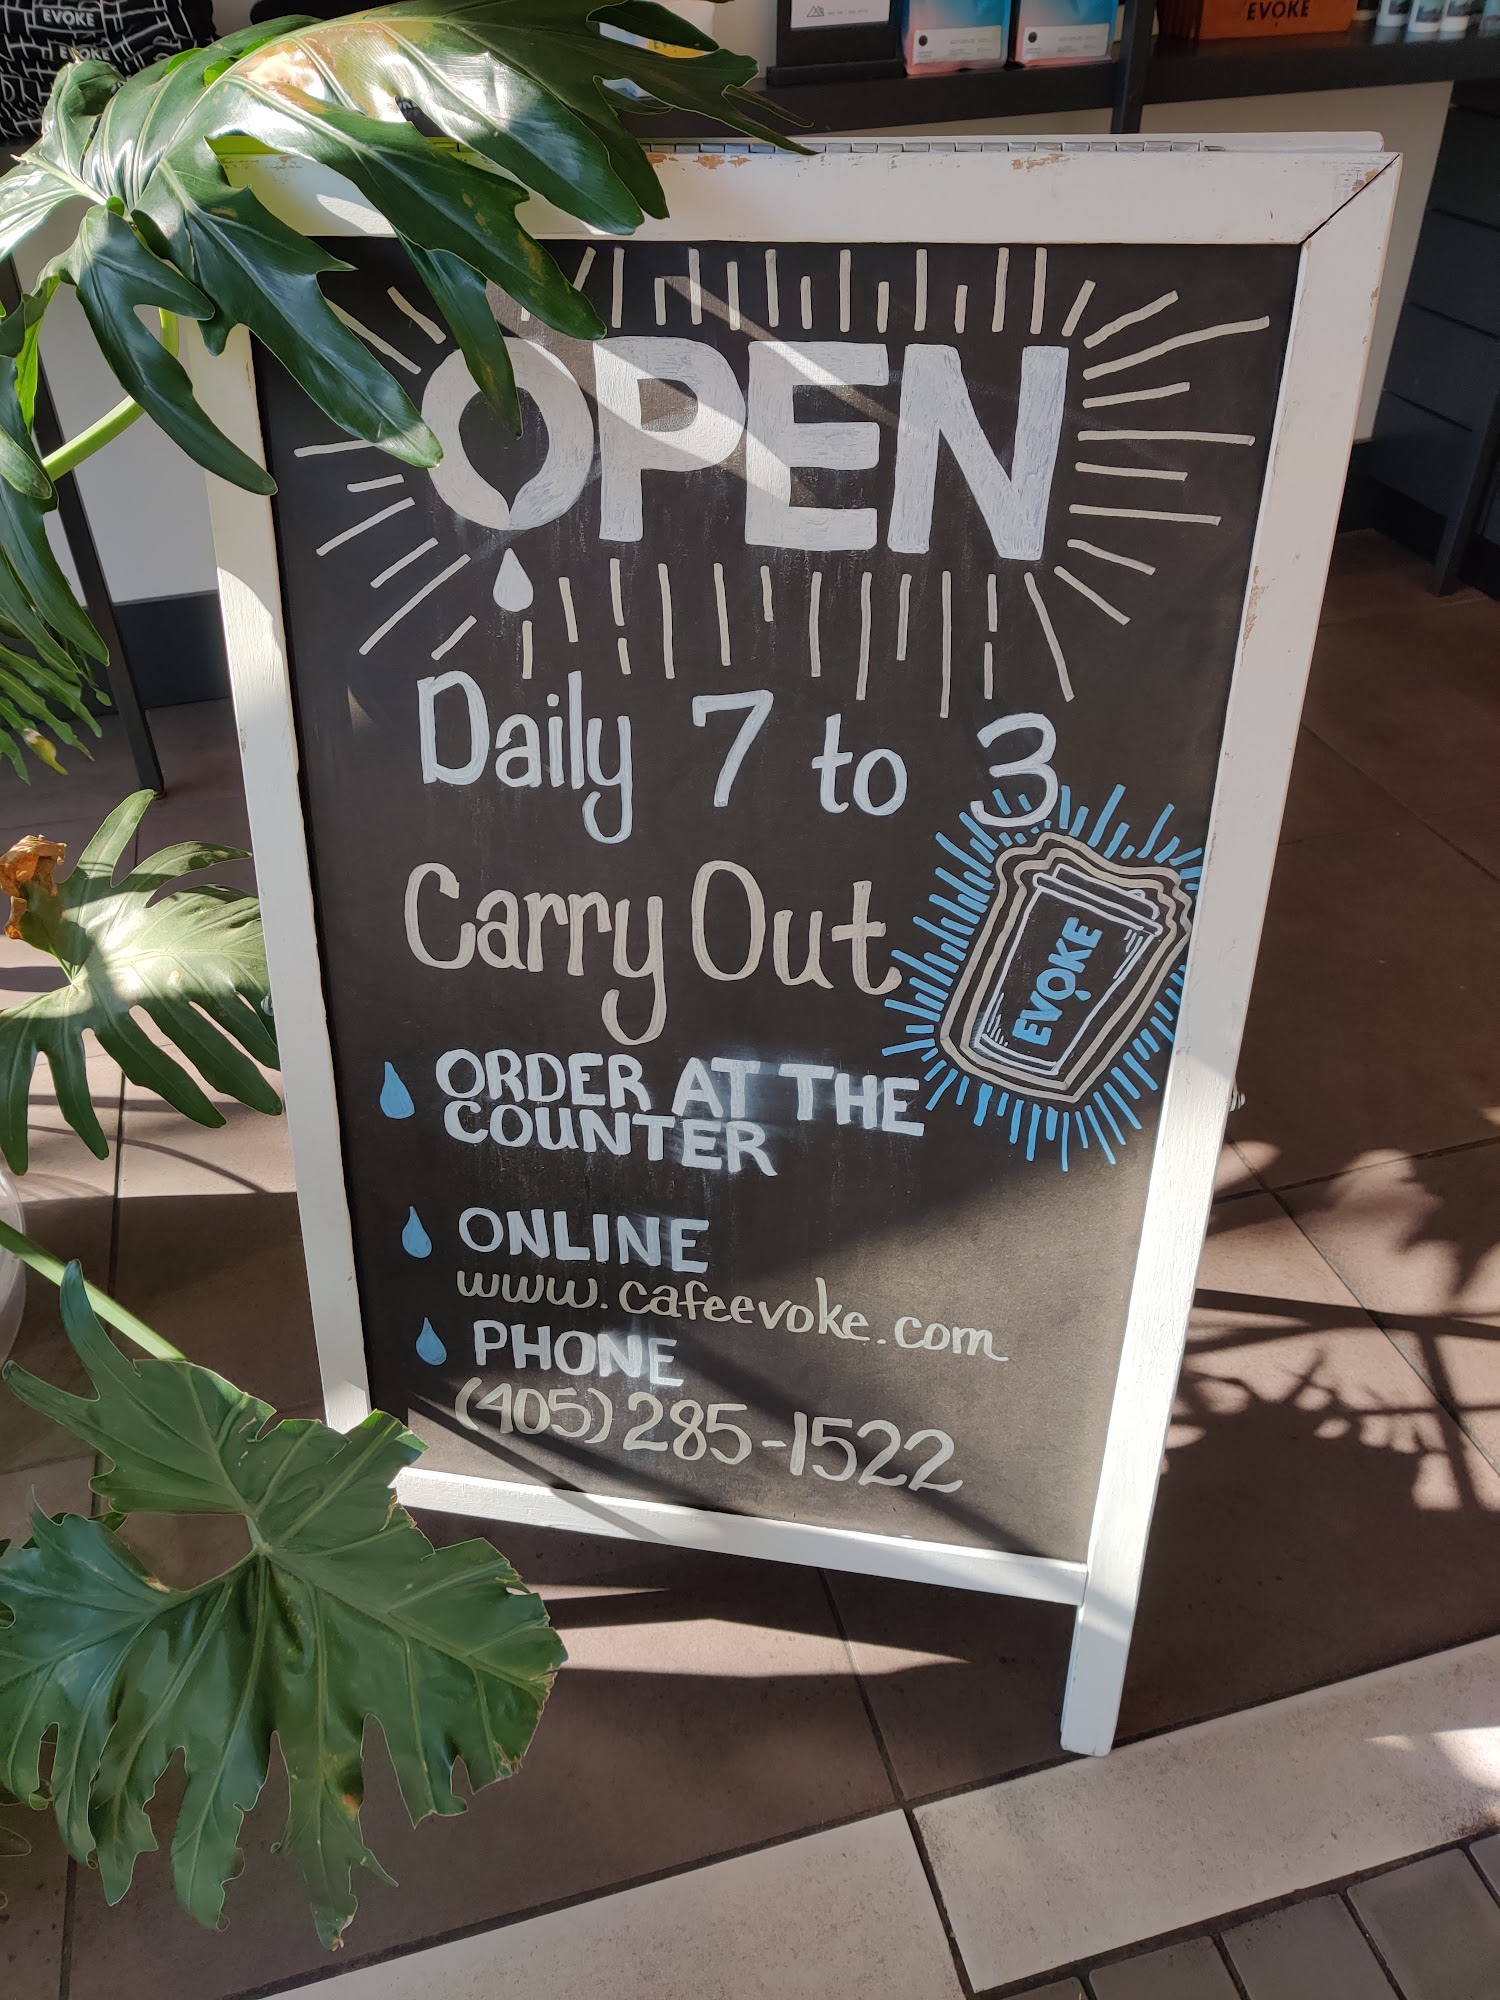 EVOKE
EVOKE
EVOKE
OPEN
Daily 7 to 3
Carry Out
EVOKE
ORDER AT THE
COUNTER
ONLINE
www.cafeevoke.com
PHONE
(405) 285-1522